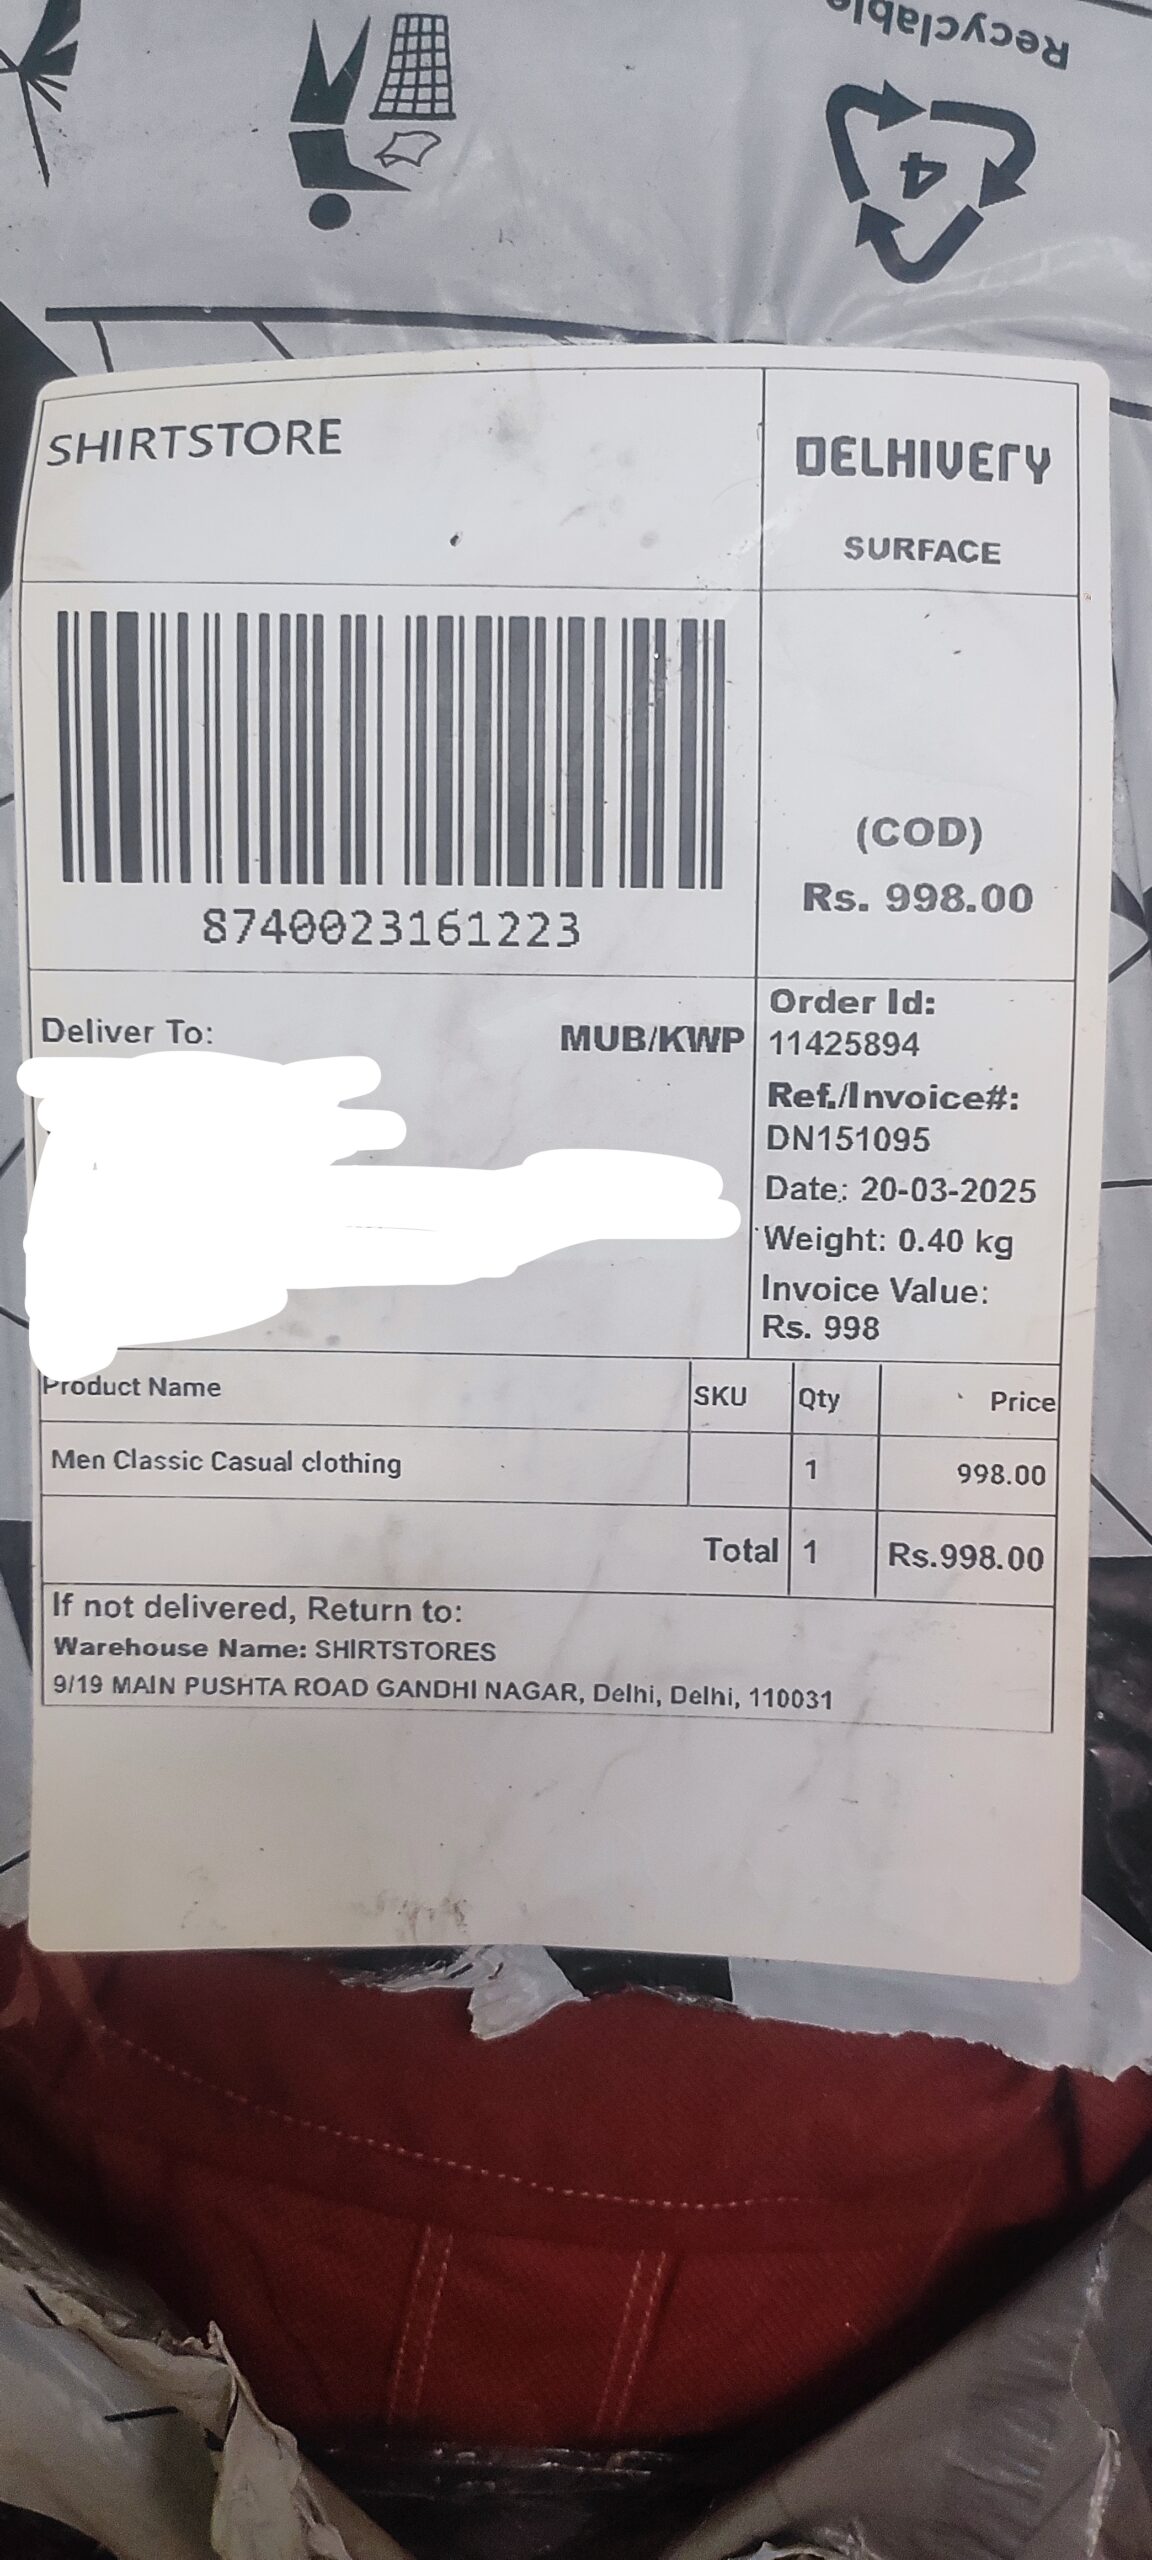 Recyclable
4
SHIRTSTORE
DELHIVERY
SURFACE
8740023161223
(COD)
Rs. 998.00
Deliver To:
MUB/KWP
Order Id:
11425894
Ref./Invoice#:
DN151095
Date: 20-03-2025
Weight: 0.40 kg
Invoice Value:
Rs. 998
Product Name SKU Qty Price
Men Classic Casual clothing 1 998.00
Total 1 Rs.998.00
If not delivered, Return to:
Warehouse Name: SHIRTSTORES
9/19 MAIN PUSHTA ROAD GANDHI NAGAR, Delhi, Delhi, 110031